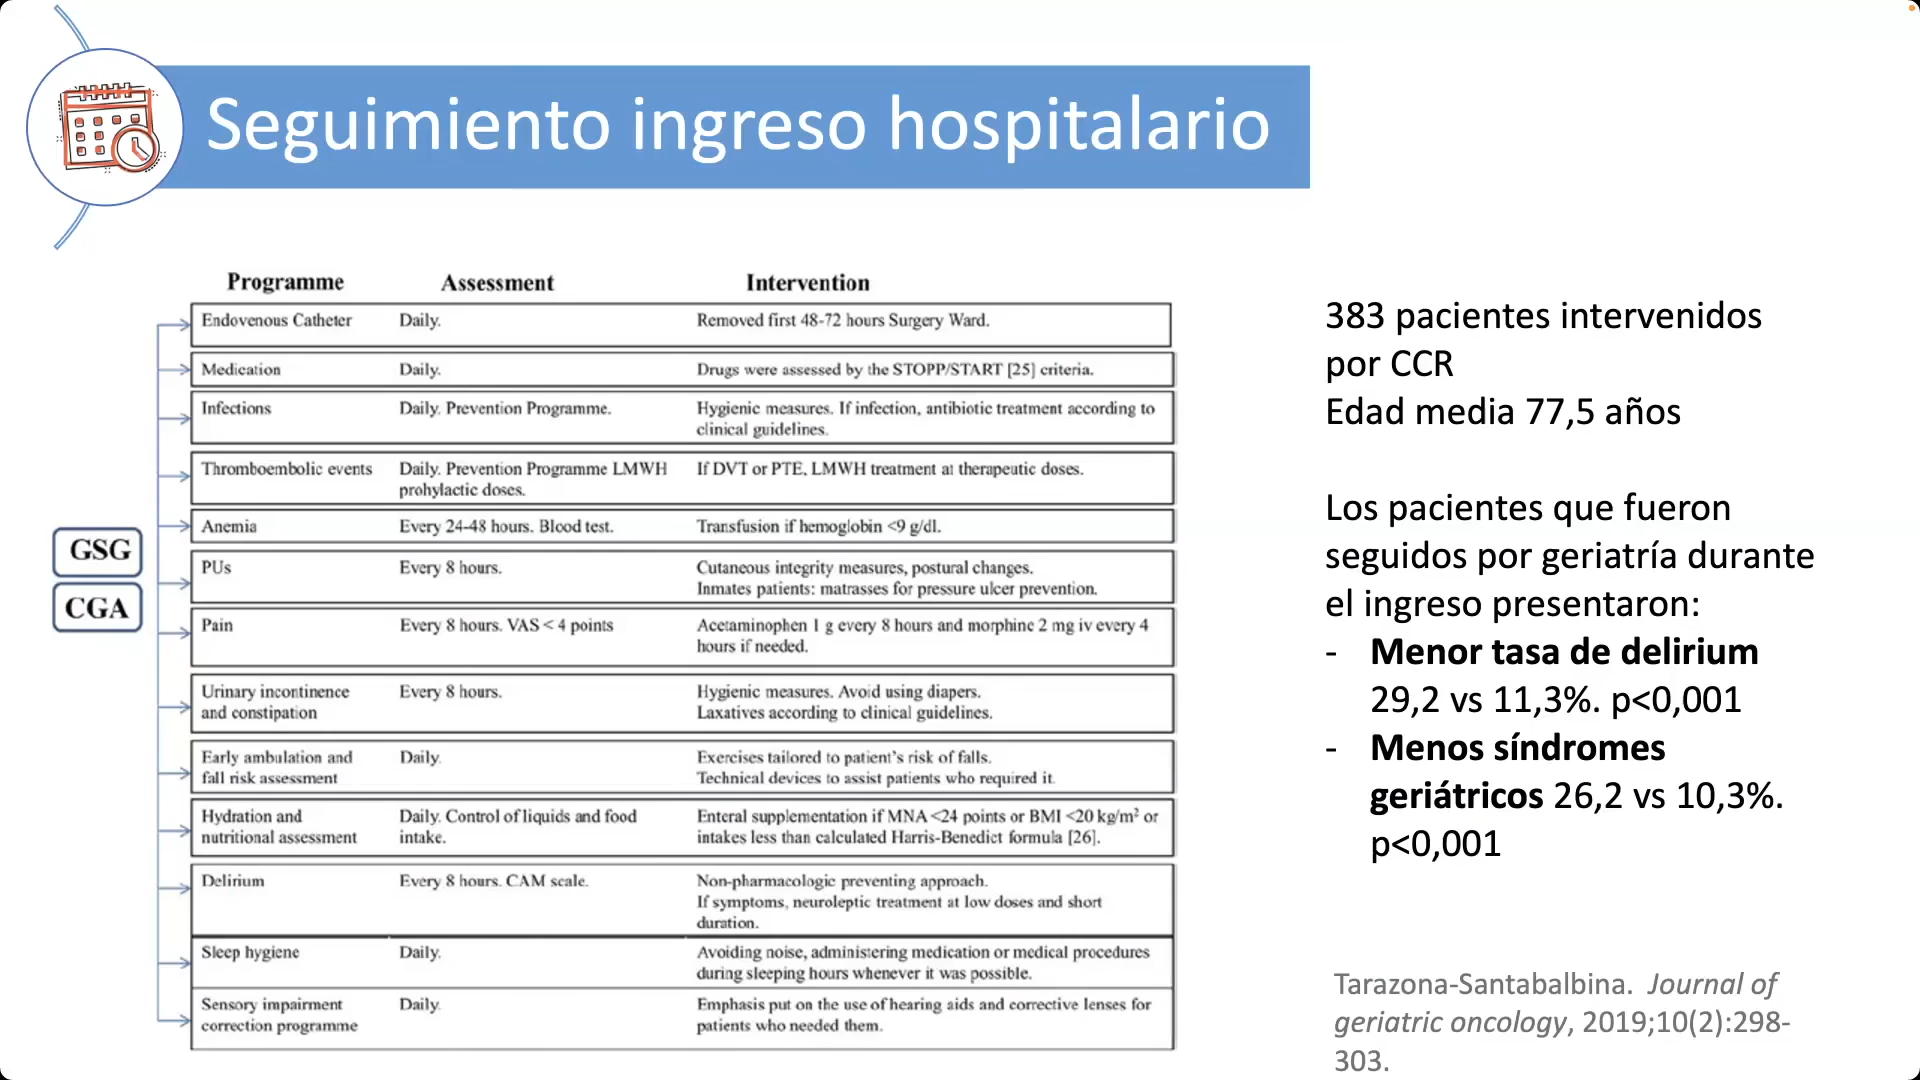 Seguimiento ingreso hospitalario
Programme Assessment Intervention
Endovenous Catheter Daily. Removed first 48-72 hours Surgery Ward.
Medication Daily. Drugs were assessed by the STOPP/START [25] criteria.
Infections Daily. Prevention Programme. Hygienic measures. If infection, antibiotic treatment according to
clinical guidelines.
Thromboembolic events Daily. Prevention Programme LMWH If DVT or PTE, LMWH treatment at therapeutic doses.
prohylactic doses.
Anemia Every 24-48 hours. Blood test. Transfusion if hemoglobin <9 g/dl.
PUs Every 8 hours. Cutaneous integrity measures, postural changes.
Inmates patients: matrasses for pressure ulcer prevention.
Pain Every 8 hours. VAS < 4 points Acetaminophen 1 g every 8 hours and morphine 2 mg iv every 4
hours if needed.
Urinary incontinence Every 8 hours. Hygienic measures. Avoid using diapers.
and constipation Laxatives according to clinical guidelines.
Early ambulation and Daily. Exercises tailored to patient's risk of falls.
fall risk assessment Technical devices to assist patients who required it.
Hydration and Daily. Control of liquids and food Enteral supplementation if MNA <24 points or BMI <20 kg/m² or
nutritional assessment intake. intakes less than calculated Harris-Benedict formula [26].
Delirium Every 8 hours. CAM scale. Non-pharmacologic preventing approach.
If symptoms, neuroleptic treatment at low doses and short
duration.
Sleep hygiene Daily. Avoiding noise, administering medication or medical procedures
during sleeping hours whenever it was possible.
Sensory impairment Daily. Emphasis put on the use of hearing aids and corrective lenses for
correction programme patients who needed them.
GSG
CGA
383 pacientes intervenidos
por CCR
Edad media 77,5 años
Los pacientes que fueron
seguidos por geriatría durante
el ingreso presentaron:
- Menor tasa de delirium
29,2 vs 11,3%. p<0,001
- Menos síndromes
geriátricos 26,2 vs 10,3%.
p<0,001
Tarazona-Santabalbina. Journal of
geriatric oncology, 2019;10(2):298-
303.